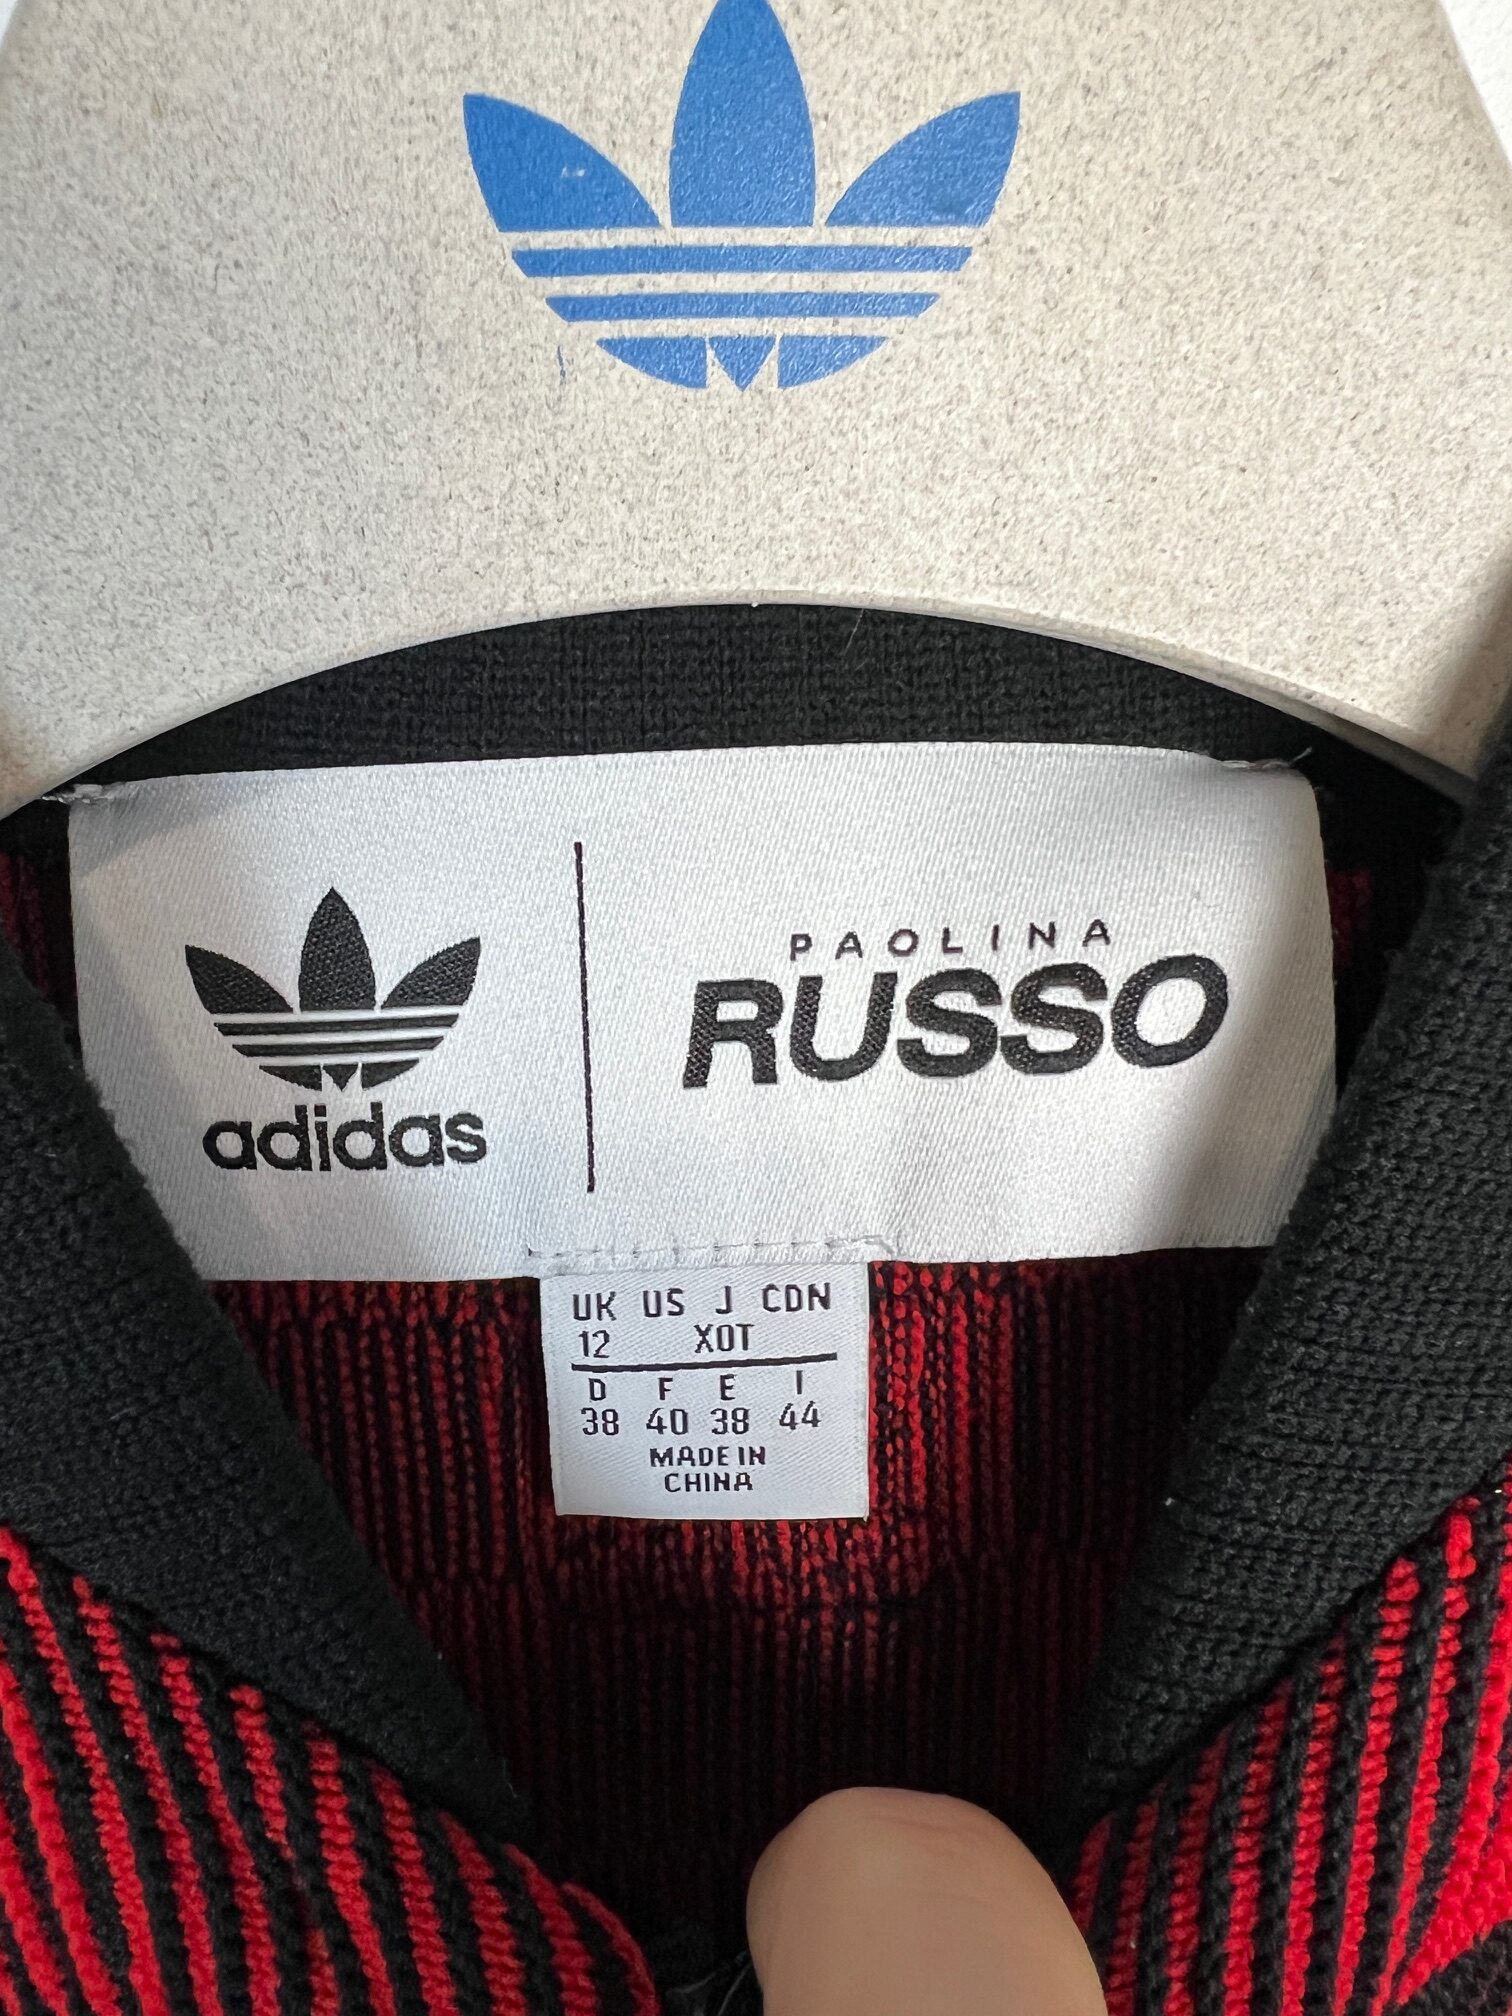 PAOLINA
RUSSO
adidas
UK US J CDN
12 XOT
D F E I
38 40 38 44
MADE IN
CHINA